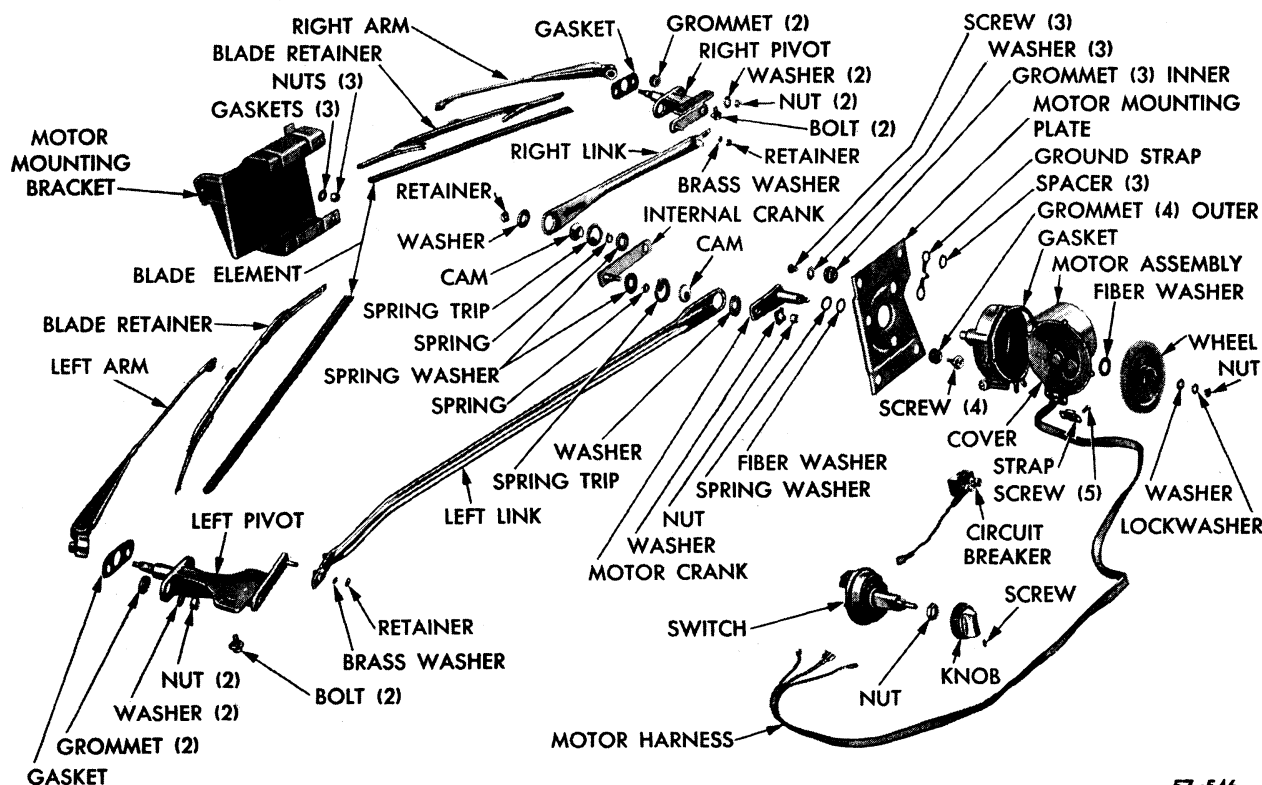 RIGHT ARM
BLADE RETAINER
NUTS (3)
GASKETS (3)
MOTOR
MOUNTING
BRACKET
GASKET
GROMMET (2)
RIGHT PIVOT
WASHER (2)
NUT (2)
BOLT (2)
RETAINER
BRASS WASHER
SCREW (3)
WASHER (3)
GROMMET (3) INNER
MOTOR MOUNTING
PLATE
GROUND STRAP
SPACER (3)
GROMMET (4) OUTER
GASKET
MOTOR ASSEMBLY
FIBER WASHER
WHEEL
NUT
RIGHT LINK
RETAINER
WASHER
INTERNAL CRANK
CAM
CAM
SPRING TRIP
SPRING
SPRING WASHER
SPRING
BLADE ELEMENT
BLADE RETAINER
LEFT ARM
WASHER
SPRING TRIP
LEFT LINK
FIBER WASHER
SPRING WASHER
NUT
WASHER
MOTOR CRANK
SCREW (4)
COVER
STRAP
SCREW (5)
WASHER
LOCKWASHER
CIRCUIT
BREAKER
LEFT PIVOT
RETAINER
BRASS WASHER
BOLT (2)
NUT (2)
WASHER (2)
GROMMET (2)
GASKET
SWITCH
NUT
KNOB
SCREW
MOTOR HARNESS